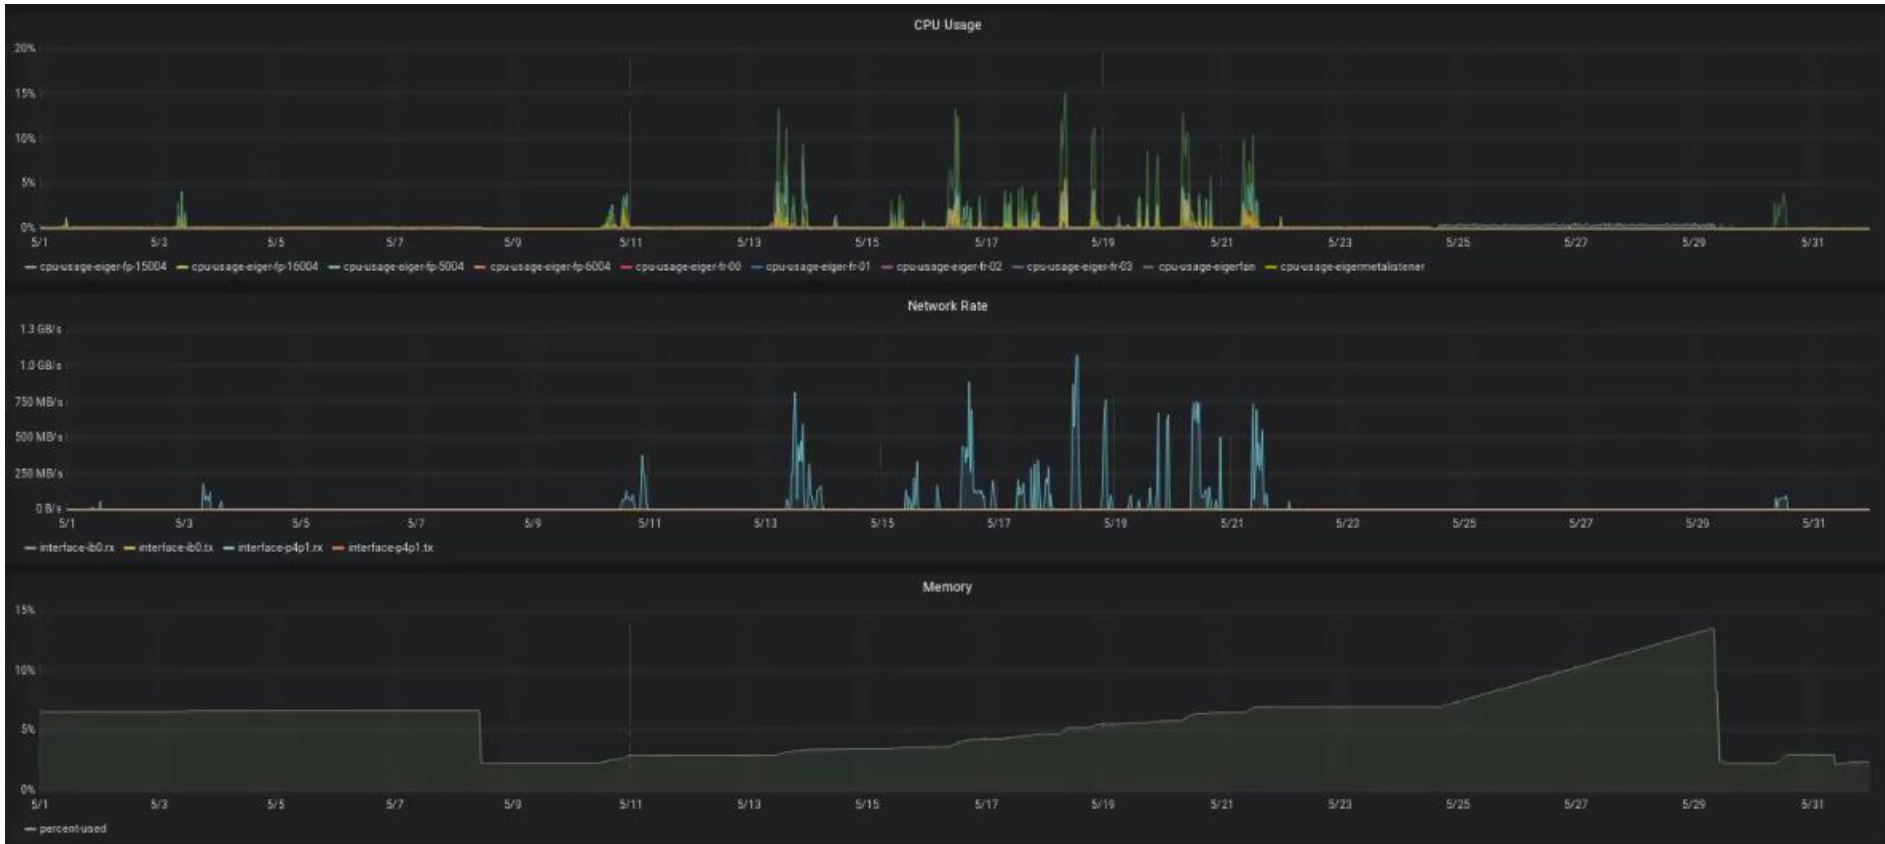 CPU Usage
20%
15%
10%
5%
0%
5/1 5/3 5/5 5/7 5/9 5/11 5/13 5/15 5/17 5/19 5/21 5/23 5/25 5/27 5/29 5/31
cpu-usage-eiger-fp-15004 cpu-usage-eiger-fp-16004 cpu-usage-eiger-fp-5004 cpu-usage-eiger-fp-6004 cpu-usage-eiger-fr-00 cpu-usage-eiger-fr-01 cpu-usage-eiger-fr-02 cpu-usage-eiger-fr-03 cpu-usage-eigerfan cpu-usage-eigermetalistener
Network Rate
1.3 GB/s
1.0 GB/s
750 MB/s
500 MB/s
250 MB/s
0 B/s
5/1 5/3 5/5 5/7 5/9 5/11 5/13 5/15 5/17 5/19 5/21 5/23 5/25 5/27 5/29 5/31
interface-ib0.rx interface-ib0.tx interface-p4p1.rx interface-p4p1.tx
Memory
15%
10%
5%
0%
5/1 5/3 5/5 5/7 5/9 5/11 5/13 5/15 5/17 5/19 5/21 5/23 5/25 5/27 5/29 5/31
percent-used